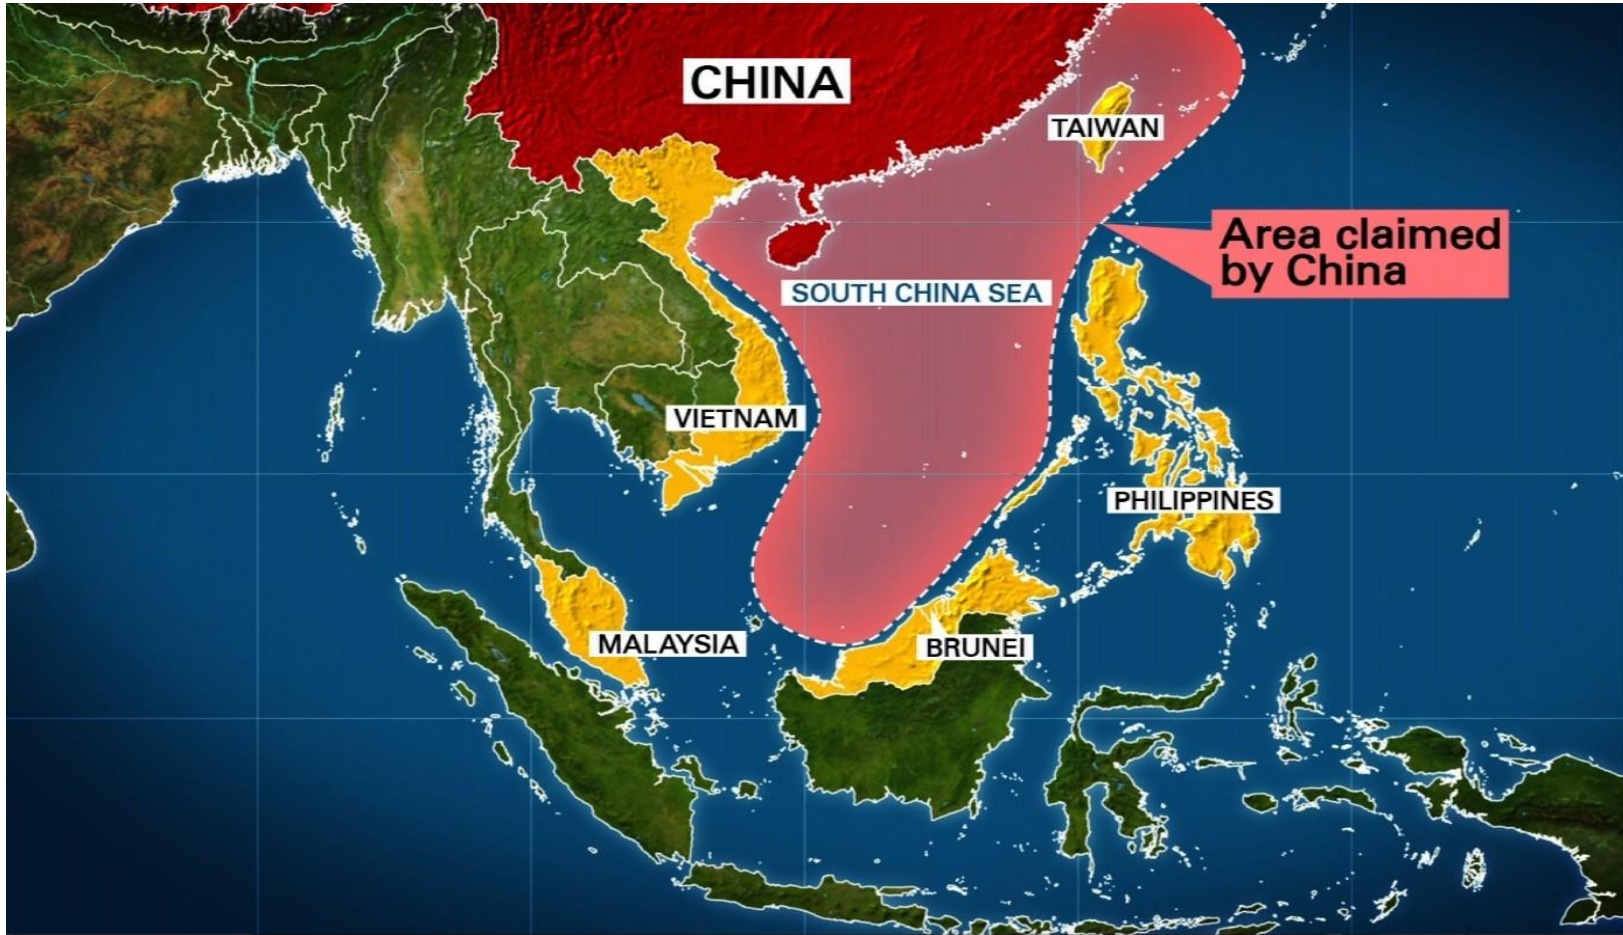 CHINA
TAIWAN
Area claimed
by China
SOUTH CHINA SEA
VIETNAM
PHILIPPINES
MALAYSIA
BRUNEI